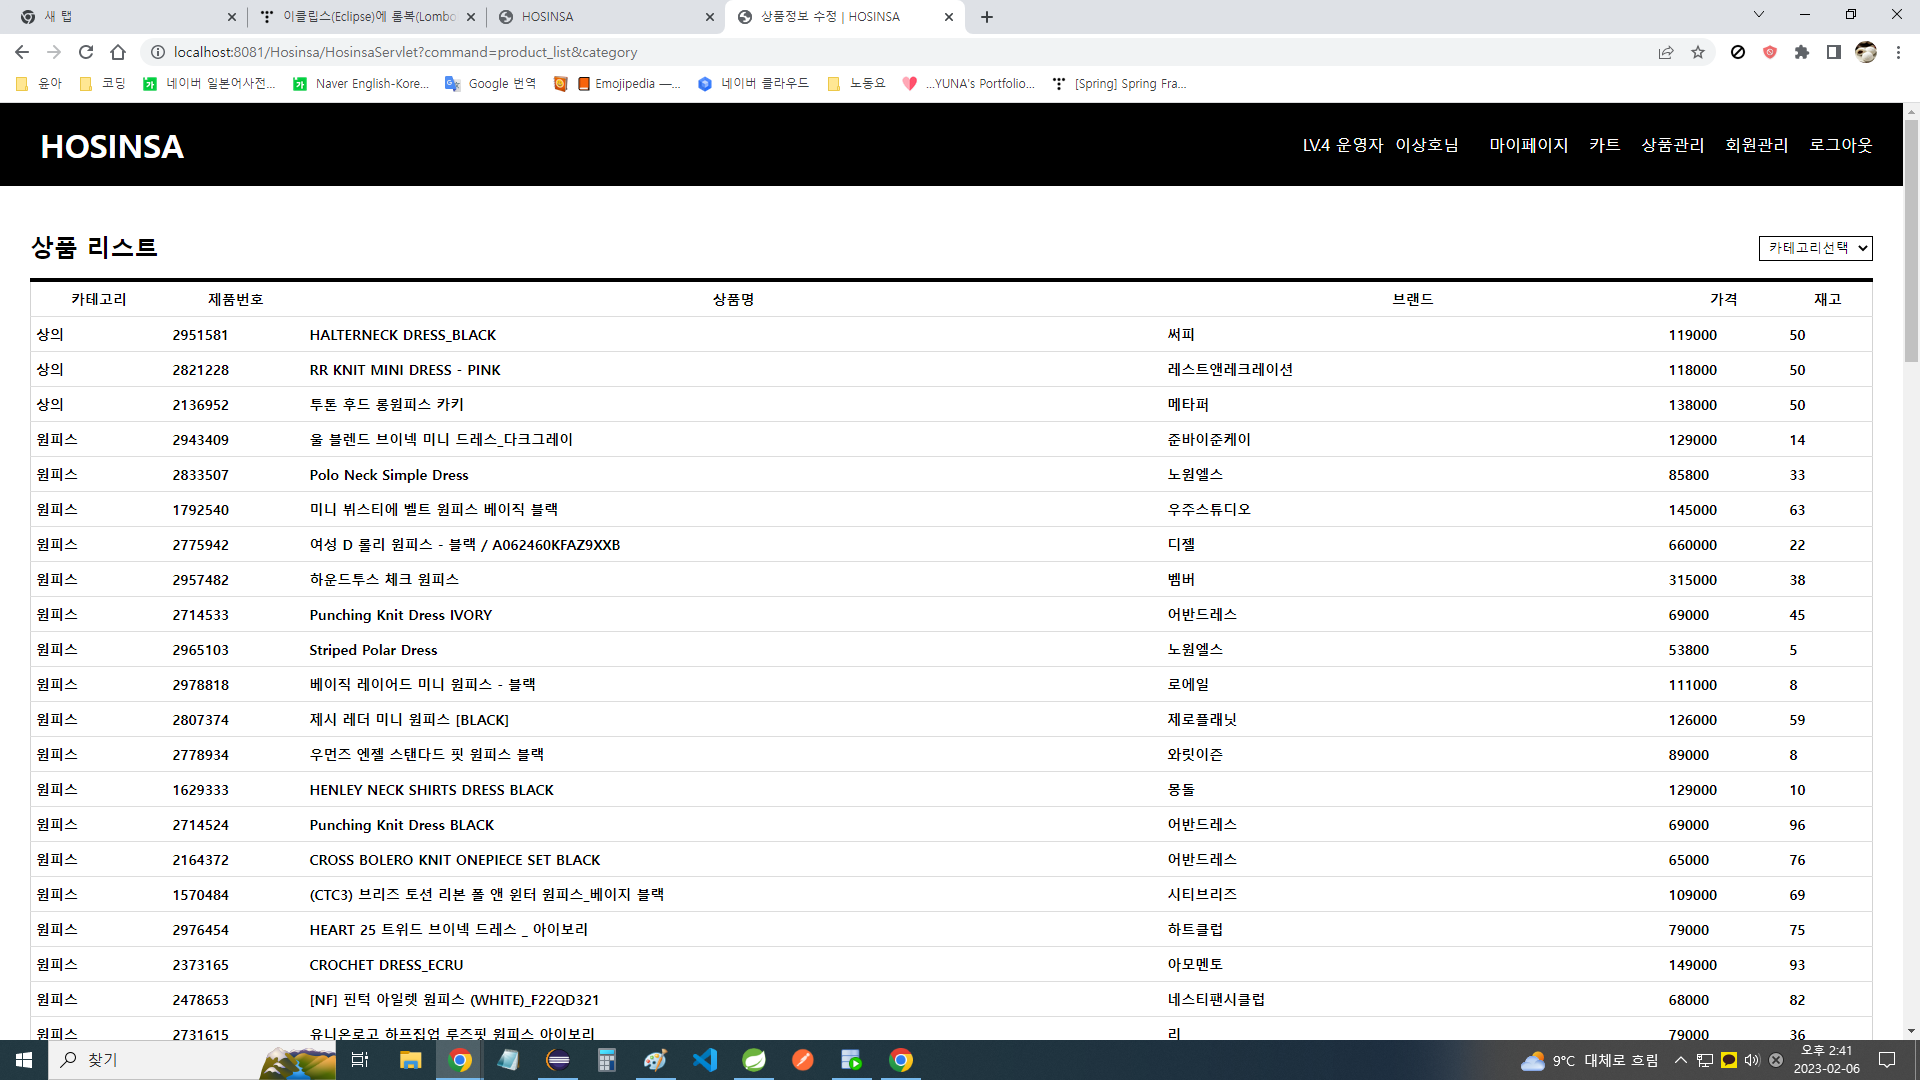 새 탭
이클립스(Eclipse)에 롬복(Lombo
HOSINSA
상품정보 수정 | HOSINSA
localhost:8081/Hosinsa/HosinsaServlet?command=product_list&category
윤아 코딩 네이버 일본어사전... Naver English-Kore... Google 번역 Emojipedia —... 네이버 클라우드 노동요 ...YUNA's Portfolio... [Spring] Spring Fra...
HOSINSA
LV.4 운영자 이상호님 마이페이지 카트 상품관리 회원관리 로그아웃
상품 리스트
카테고리선택
카테고리 제품번호 상품명 브랜드 가격 재고
상의 2951581 HALTERNECK DRESS_BLACK 써피 119000 50
상의 2821228 RR KNIT MINI DRESS - PINK 레스트앤레크레이션 118000 50
상의 2136952 투톤 후드 롱원피스 카키 메타퍼 138000 50
원피스 2943409 울 블렌드 브이넥 미니 드레스_다크그레이 준바이준케이 129000 14
원피스 2833507 Polo Neck Simple Dress 노원엘스 85800 33
원피스 1792540 미니 뷔스티에 벨트 원피스 베이직 블랙 우주스튜디오 145000 63
원피스 2775942 여성 D 롤리 원피스 - 블랙 / A062460KFAZ9XXB 디젤 660000 22
원피스 2957482 하운드투스 체크 원피스 벰버 315000 38
원피스 2714533 Punching Knit Dress IVORY 어반드레스 69000 45
원피스 2965103 Striped Polar Dress 노원엘스 53800 5
원피스 2978818 베이직 레이어드 미니 원피스 - 블랙 로에일 111000 8
원피스 2807374 제시 레더 미니 원피스 [BLACK] 제로플래닛 126000 59
원피스 2778934 우먼즈 엔젤 스탠다드 핏 원피스 블랙 와릿이즌 89000 8
원피스 1629333 HENLEY NECK SHIRTS DRESS BLACK 몽돌 129000 10
원피스 2714524 Punching Knit Dress BLACK 어반드레스 69000 96
원피스 2164372 CROSS BOLERO KNIT ONEPIECE SET BLACK 어반드레스 65000 76
원피스 1570484 (CTC3) 브리즈 토션 리본 폴 앤 윈터 원피스_베이지 블랙 시티브리즈 109000 69
원피스 2976454 HEART 25 트위드 브이넥 드레스 _ 아이보리 하트클럽 79000 75
원피스 2373165 CROCHET DRESS_ECRU 아모멘토 149000 93
원피스 2478653 [NF] 핀턱 아일렛 원피스 (WHITE)_F22QD321 네스티팬시클럽 68000 82
원피스 2731615 유니온로고 하프집업 루즈핏 원피스 아이보리 리 79000 36
찾기
9°C 대체로 흐림
오후 2:41
2023-02-06